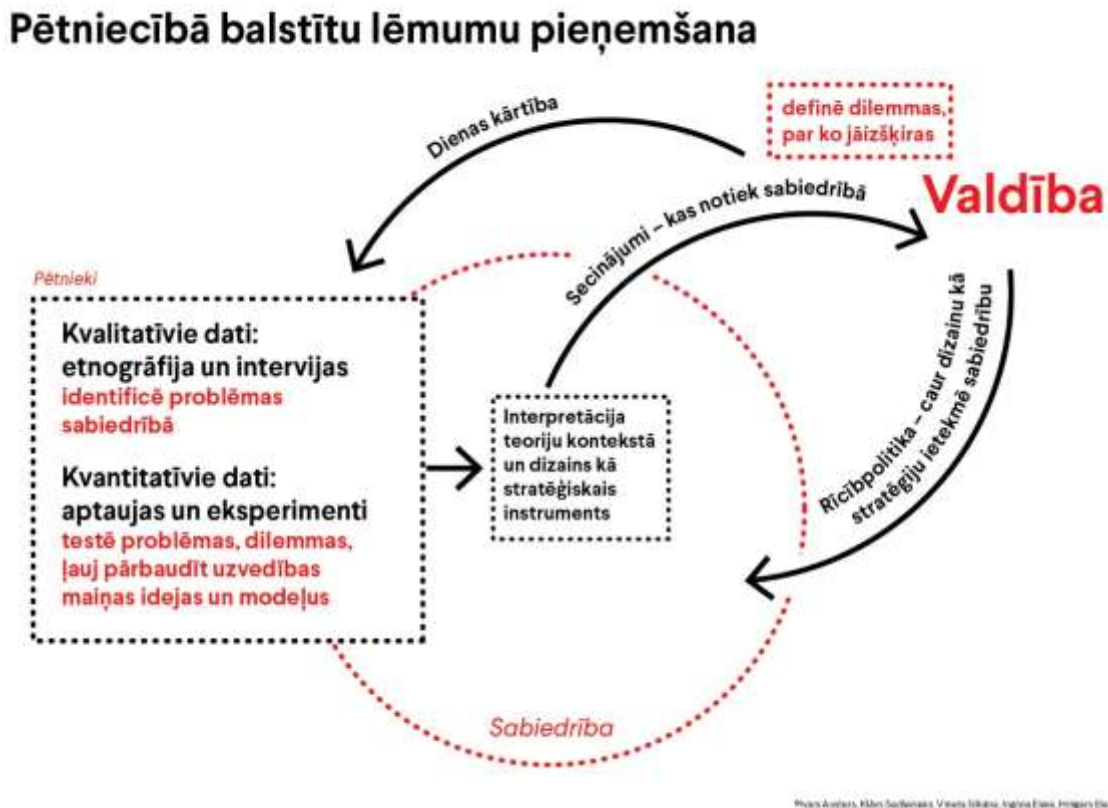 Pētniecībā balstītu lēmumu pieņemšana
Dienas kārtība
definē dilemmas,
par ko jāizšķiras
Valdība
Secinājumi – kas notiek sabiedrībā
Pētnieki
Kvalitatīvie dati:
etnogrāfija un intervijas
identificē problēmas
sabiedrībā
Kvantitatīvie dati:
aptaujas un eksperimenti
testē problēmas, dilemmas,
ļauj pārbaudīt uzvedības
maiņas idejas un modeļus
Interpretācija
teoriju kontekstā
un dizains kā
stratēģiskais
instruments
Rīcībpolitika – caur dizainu kā
stratēģiju ietekmē sabiedrību
Sabiedrība